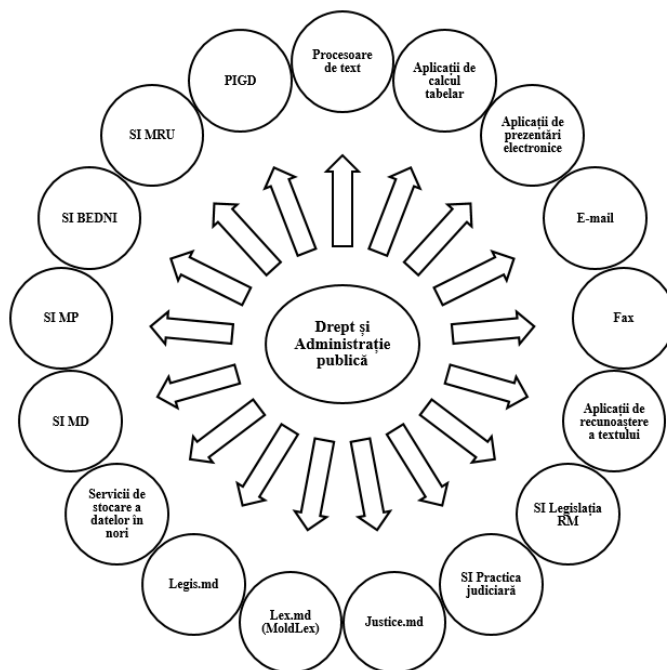 Procesoare
de text
Aplicații de
calcul
tabelar
Aplicații de
prezentări
electronice
E-mail
Fax
Aplicații de
recunoaștere
a textului
SI Legislația
RM
SI Practica
judiciară
Justice.md
Lex.md
(MoldLex)
Legis.md
Servicii de
stocare a
datelor în
nori
SI MD
SI MP
SI BEDNI
SI MRU
PIGD
Drept și
Administrație
publică